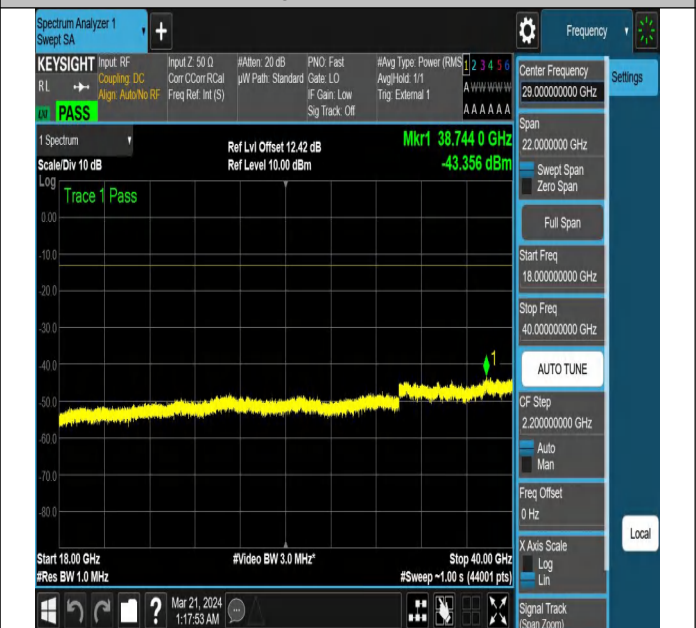 Spectrum Analyzer 1
Swept SA
+
Frequency
KEYSIGHT
Input: RF
Coupling: DC
Align: Auto/No RF
Input Z: 50 Ω
Corr CCorr RCal
Freq Ref: Int (S)
#Atten: 20 dB
µW Path: Standard
PNO: Fast
Gate: LO
IF Gain: Low
Sig Track: Off
#Avg Type: Power (RMS
Avg|Hold: 1/1
Trig: External 1
1 2 3 4 5 6
A W W W W W
A A A A A A
RL
PASS
Center Frequency
29.000000000 GHz
Settings
1 Spectrum
Ref Lvl Offset 12.42 dB
Mkr1 38.744 0 GHz
Scale/Div 10 dB
Ref Level 10.00 dBm
-43.356 dBm
Log
Trace 1 Pass
0.00
-10.0
-20.0
-30.0
-40.0
-50.0
-60.0
-70.0
-80.0
1
Span
22.0000000 GHz
Swept Span
Zero Span
Full Span
Start Freq
18.000000000 GHz
Stop Freq
40.000000000 GHz
AUTO TUNE
CF Step
2.200000000 GHz
Auto
Man
Freq Offset
0 Hz
Local
X Axis Scale
Log
Lin
Signal Track
(Span Zoom)
Start 18.00 GHz
#Video BW 3.0 MHz*
Stop 40.00 GHz
#Res BW 1.0 MHz
#Sweep ~1.00 s (44001 pts)
?
Mar 21, 2024
1:17:53 AM